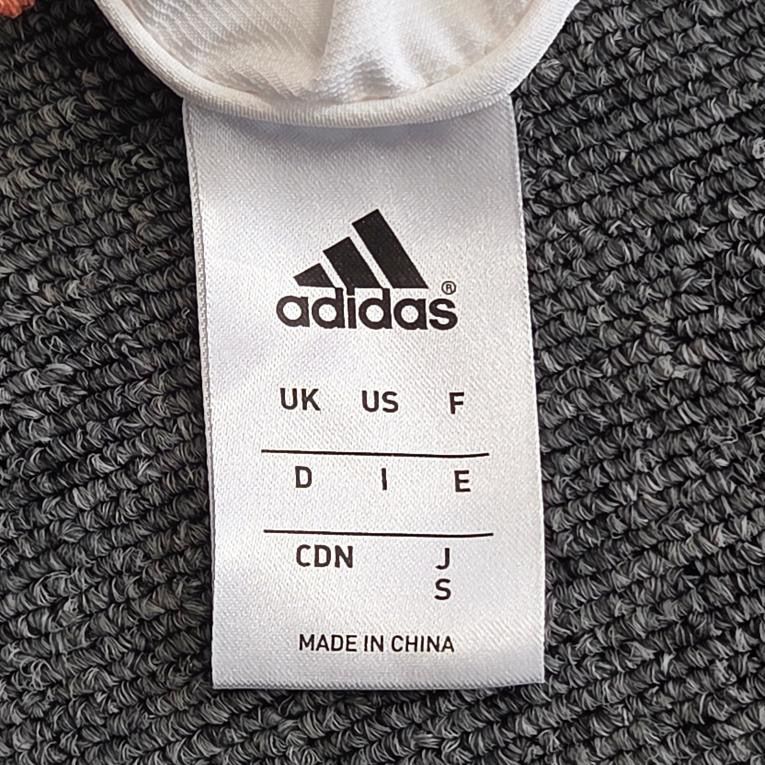 adidas®
UK US F
D I E
CDN J
S
MADE IN CHINA